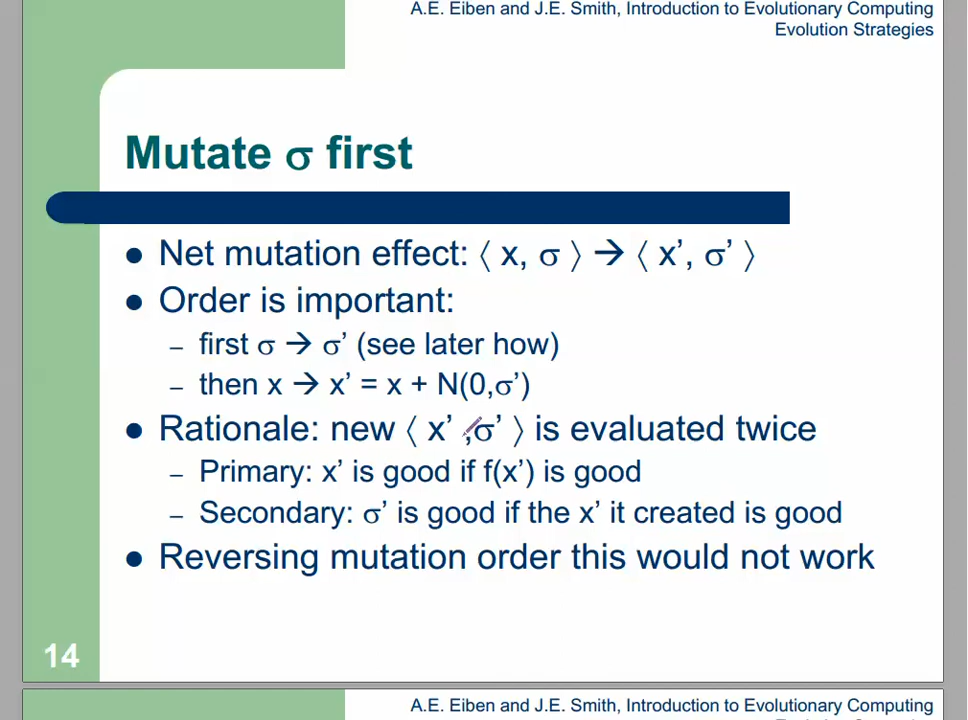 A.E. Eiben and J.E. Smith, Introduction to Evolutionary Computing
Evolution Strategies
Mutate σ first
● Net mutation effect: 〈 x, σ 〉 → 〈 x’, σ’ 〉
● Order is important:
– first σ → σ’ (see later how)
– then x → x’ = x + N(0,σ’)
● Rationale: new 〈 x’ ,σ’ 〉 is evaluated twice
– Primary: x’ is good if f(x’) is good
– Secondary: σ’ is good if the x’ it created is good
● Reversing mutation order this would not work
14
A.E. Eiben and J.E. Smith, Introduction to Evolutionary Computing